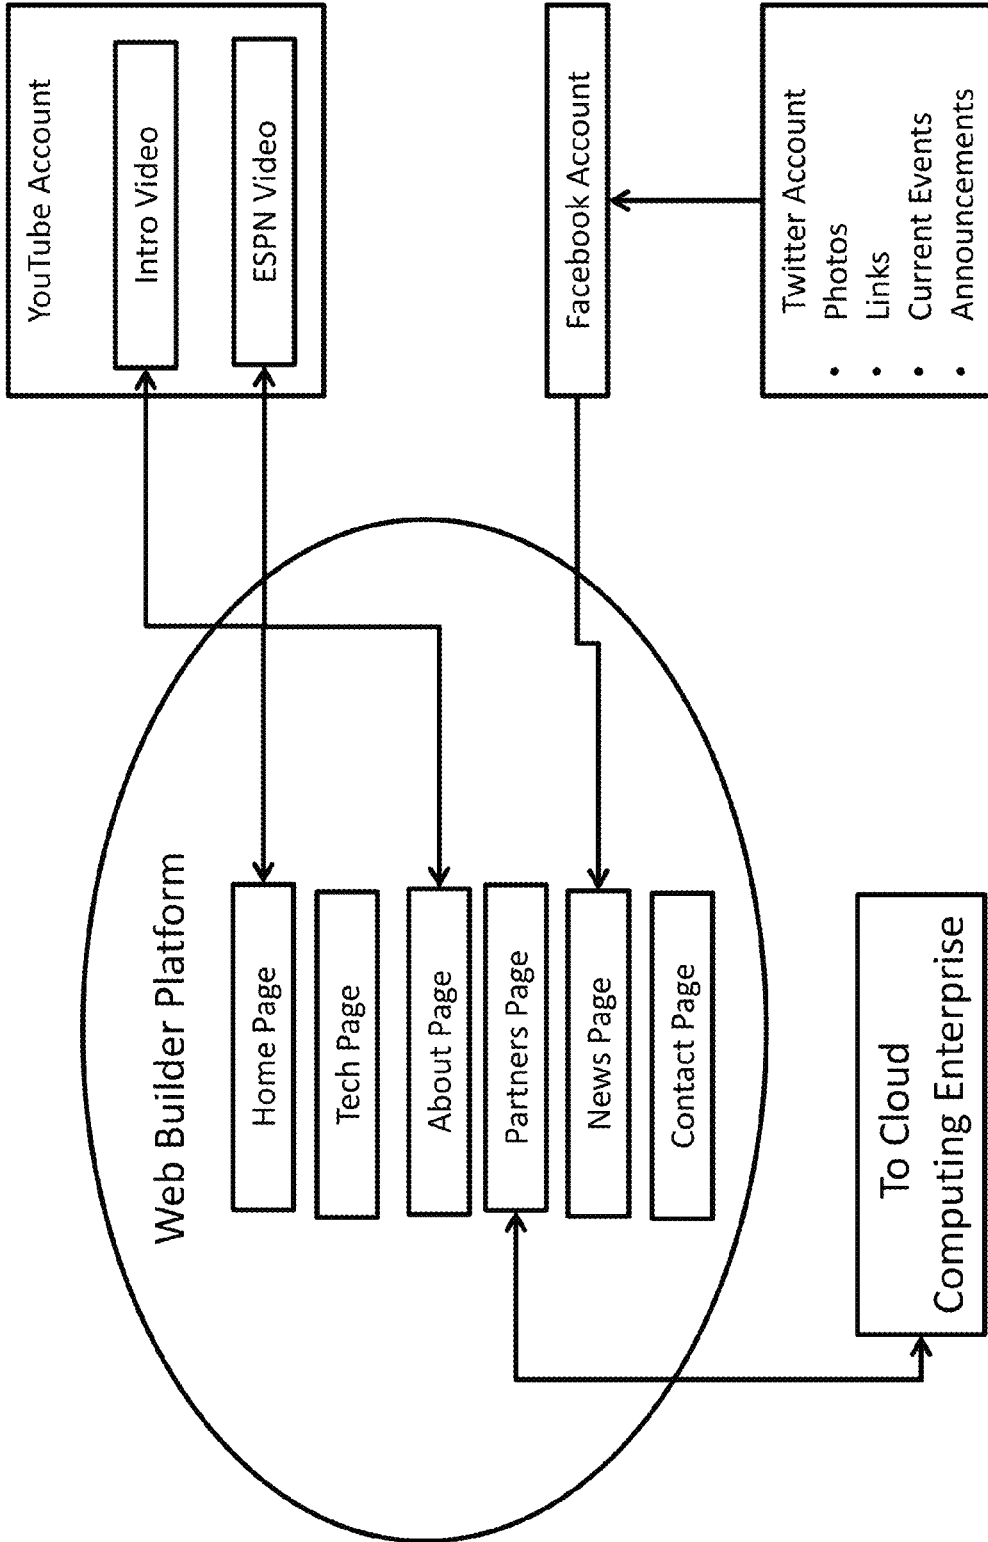 Web Builder Platform
Home Page
Tech Page
About Page
Partners Page
News Page
Contact Page
To Cloud
Computing Enterprise
YouTube Account
Intro Video
ESPN Video
Facebook Account
Twitter Account
• Photos
• Links
• Current Events
• Announcements